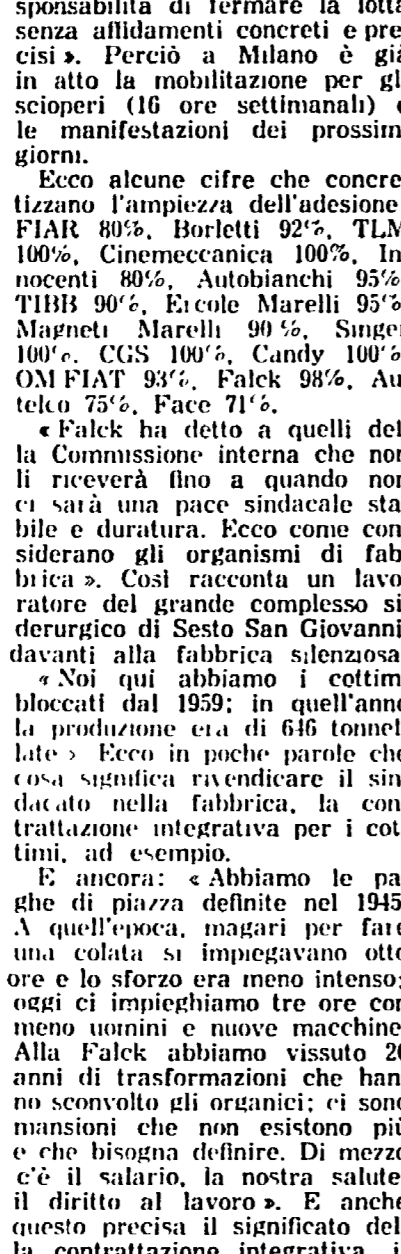 sponsabilità di fermare la lotta
senza affidamenti concreti e pre
cisi ». Perciò a Milano è già
in atto la mobilitazione per gl
scioperi (16 ore settimanali) e
le manifestazioni dei prossim
giorni.
Ecco alcune cifre che concre
tizzano l'ampiezza dell'adesione
FIAR 80%, Borletti 92%, TLM
100%, Cinemeccanica 100%, In
nocenti 80%, Autobianchi 95%
TIBB 90%, Ercole Marelli 95%
Magneti Marelli 90 %, Singer
100%. CGS 100%, Candy 100%
OM FIAT 93%, Falck 98%, Au
telco 75%, Face 71%.
« Falck ha detto a quelli del
la Commissione interna che non
li riceverà fino a quando non
ci sarà una pace sindacale sta
bile e duratura. Ecco come con
siderano gli organismi di fab
brica ». Così racconta un lavo
ratore del grande complesso si
derurgico di Sesto San Giovanni
davanti alla fabbrica silenziosa
« Noi qui abbiamo i cottim
bloccati dal 1959; in quell'anno
la produzione era di 646 tonnel
late » Ecco in poche parole che
cosa significa rivendicare il sin
dacato nella fabbrica, la con
trattazione integrativa per i cot
timi, ad esempio.
E ancora: « Abbiamo le pa
ghe di piazza definite nel 1945
A quell'epoca, magari per fare
una colata si impiegavano otto
ore e lo sforzo era meno intenso;
oggi ci impieghiamo tre ore con
meno uomini e nuove macchine
Alla Falck abbiamo vissuto 20
anni di trasformazioni che han
no sconvolto gli organici; ci sono
mansioni che non esistono più
e che bisogna definire. Di mezzo
c'è il salario, la nostra salute
il diritto al lavoro ». E anche
questo precisa il significato del
la contrattazione integrativa, i